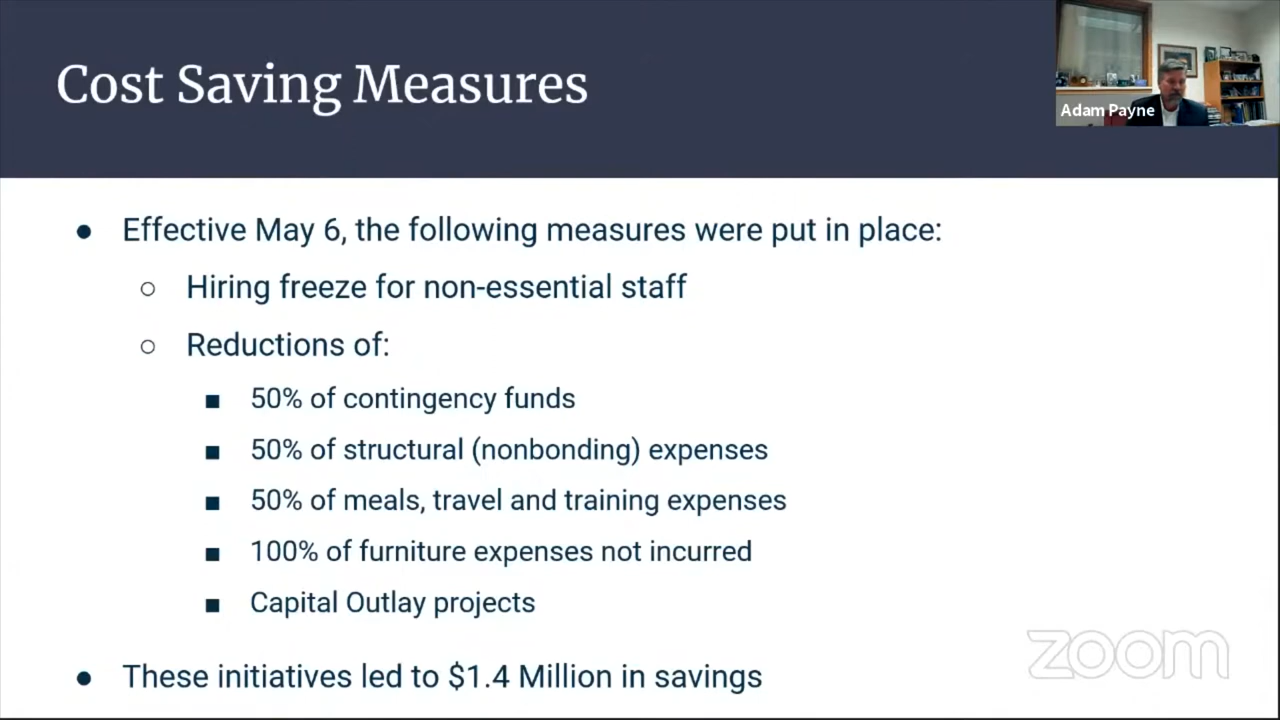 Cost Saving Measures
Adam Payne
● Effective May 6, the following measures were put in place:
○ Hiring freeze for non-essential staff
○ Reductions of:
■ 50% of contingency funds
■ 50% of structural (nonbonding) expenses
■ 50% of meals, travel and training expenses
■ 100% of furniture expenses not incurred
■ Capital Outlay projects
● These initiatives led to $1.4 Million in savings
zoom